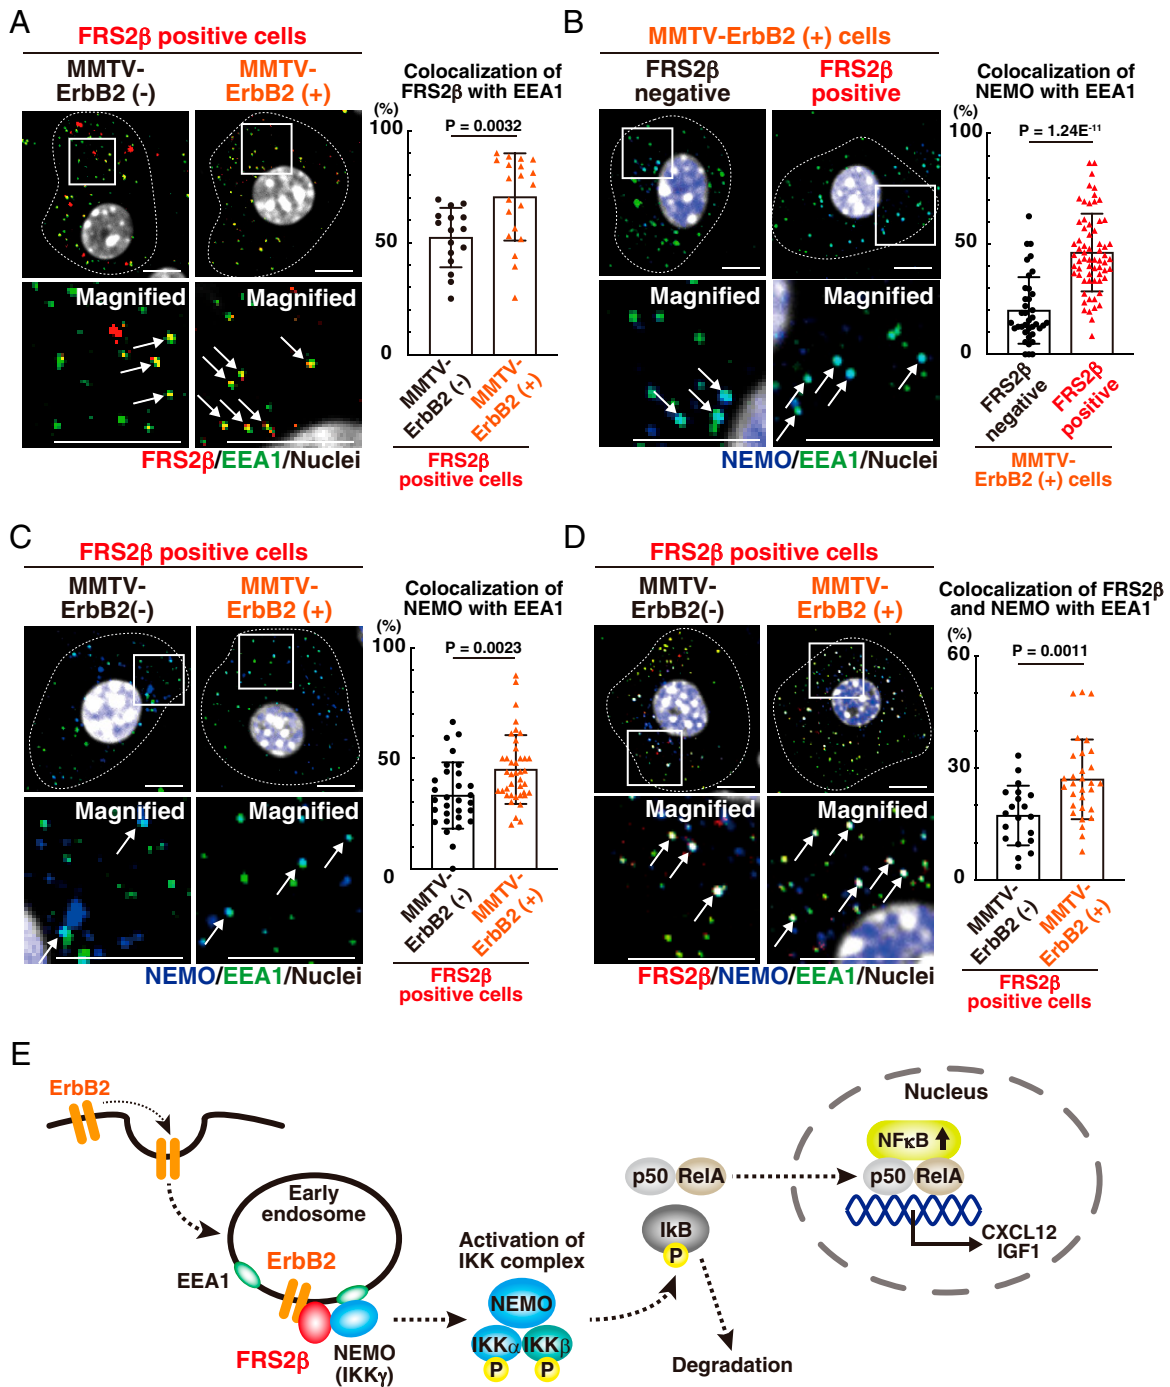 A
FRS2β positive cells
MMTV-
ErbB2 (-)
MMTV-
ErbB2 (+)
Magnified
Magnified
FRS2β/EEA1/Nuclei
Colocalization of
FRS2β with EEA1
(%)
100
P = 0.0032
50
0
MMTV-
ErbB2 (-)
MMTV-
ErbB2 (+)
FRS2β
positive cells
B
MMTV-ErbB2 (+) cells
FRS2β
negative
FRS2β
positive
Magnified
Magnified
NEMO/EEA1/Nuclei
Colocalization of
NEMO with EEA1
(%)
100
P = 1.24E-11
50
0
FRS2β
negative
FRS2β
positive
MMTV-
ErbB2 (+) cells
C
FRS2β positive cells
MMTV-
ErbB2(-)
MMTV-
ErbB2 (+)
Magnified
Magnified
NEMO/EEA1/Nuclei
Colocalization of
NEMO with EEA1
(%)
100
P = 0.0023
50
0
MMTV-
ErbB2 (-)
MMTV-
ErbB2 (+)
FRS2β
positive cells
D
FRS2β positive cells
MMTV-
ErbB2(-)
MMTV-
ErbB2 (+)
Magnified
Magnified
FRS2β/NEMO/EEA1/Nuclei
Colocalization of FRS2β
and NEMO with EEA1
(%)
60
P = 0.0011
30
0
MMTV-
ErbB2 (-)
MMTV-
ErbB2 (+)
FRS2β
positive cells
E
ErbB2
Early
endosome
ErbB2
EEA1
FRS2β
NEMO
(IKKγ)
Activation of
IKK complex
NEMO
IKKα IKKβ
P P
p50 RelA
IkB
P
Degradation
Nucleus
NFκB
p50 RelA
CXCL12
IGF1